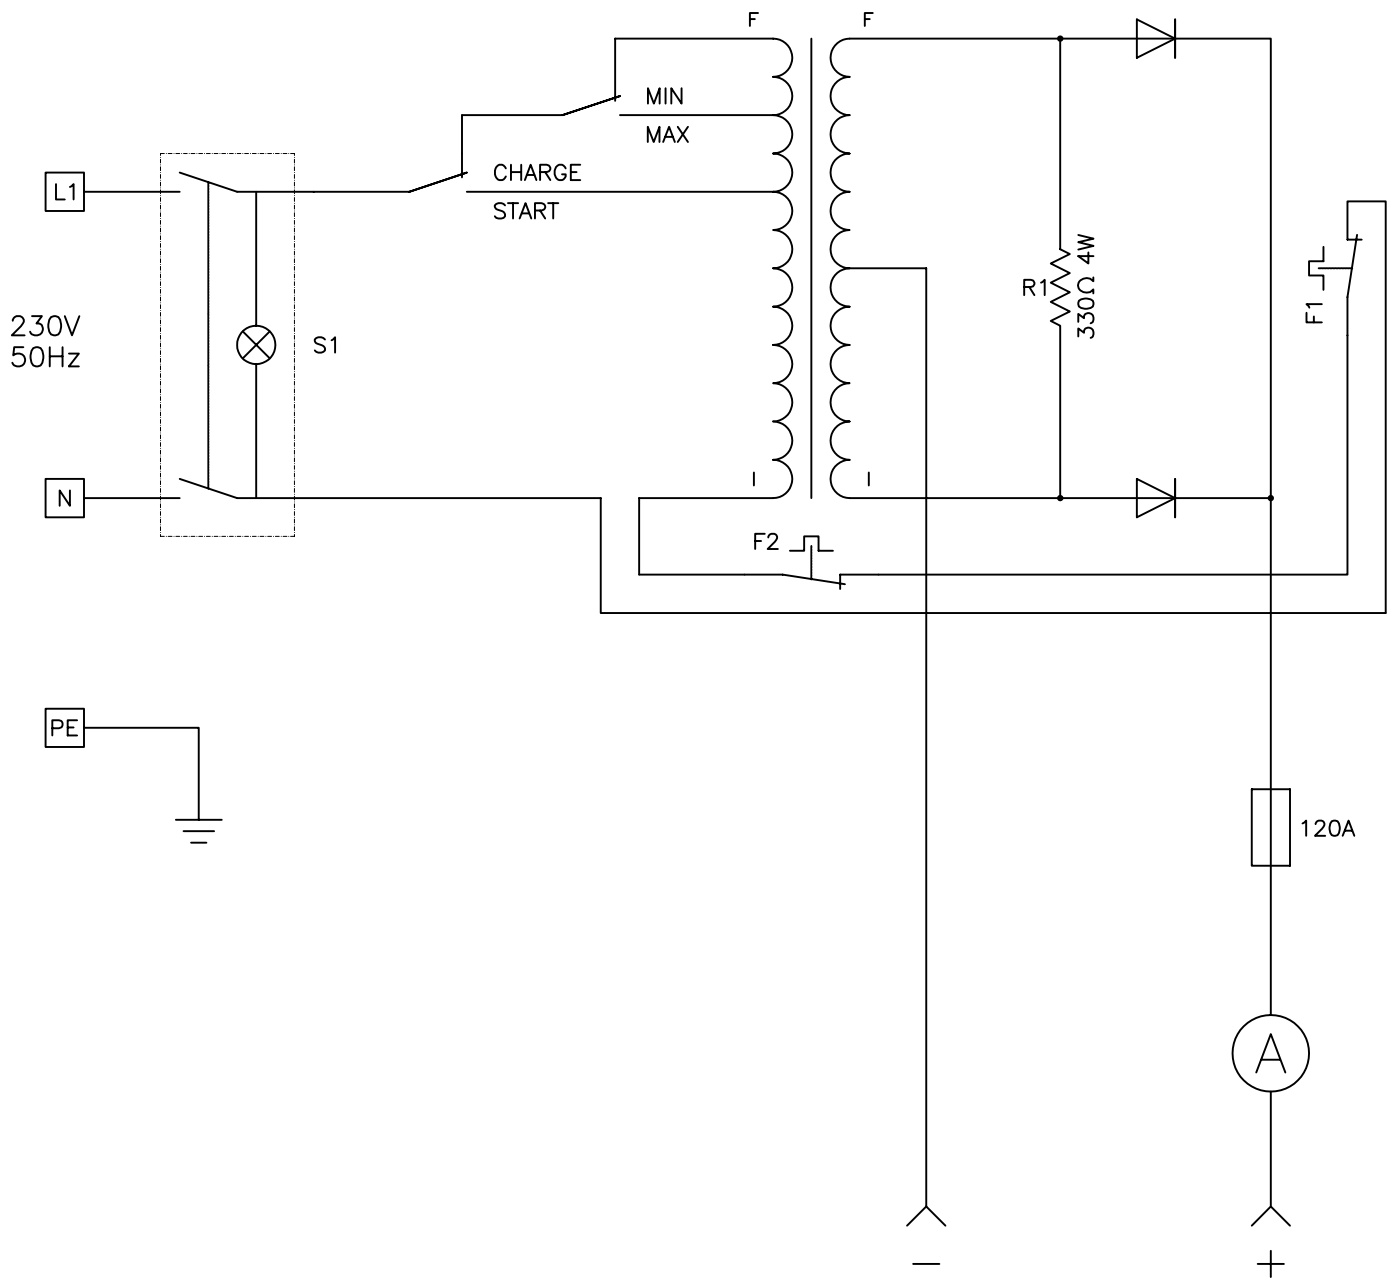 F
F
MIN
MAX
CHARGE
START
L1
230V
50Hz
S1
R1
330Ω 4W
F1
N
I
I
F2
PE
120A
A
−
+